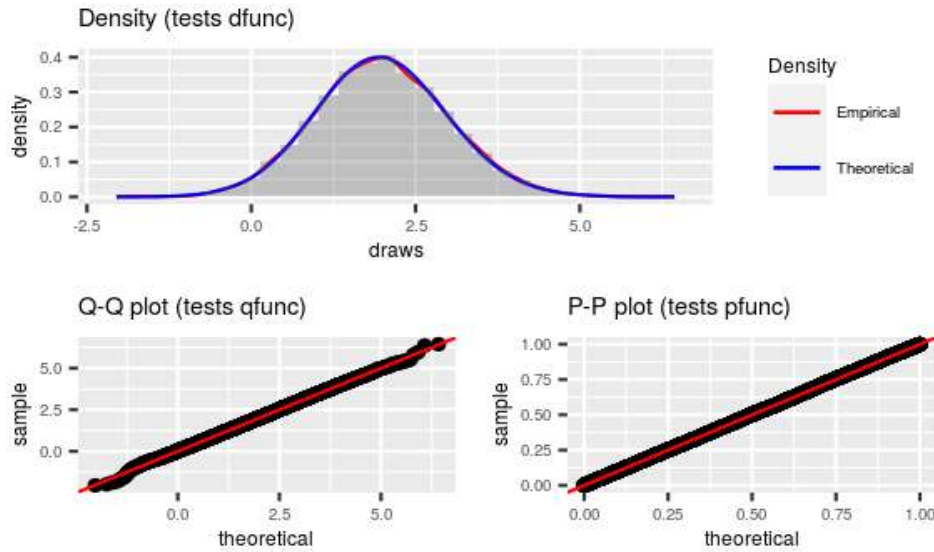 Density (tests dfunc)
0.4
0.3
0.2
0.1
0.0
density
-2.5
0.0
2.5
5.0
draws
Density
Empirical
Theoretical
Q-Q plot (tests qfunc)
5.0
2.5
0.0
sample
0.0
2.5
5.0
theoretical
P-P plot (tests pfunc)
1.00
0.75
0.50
0.25
0.00
sample
0.00
0.25
0.50
0.75
1.00
theoretical